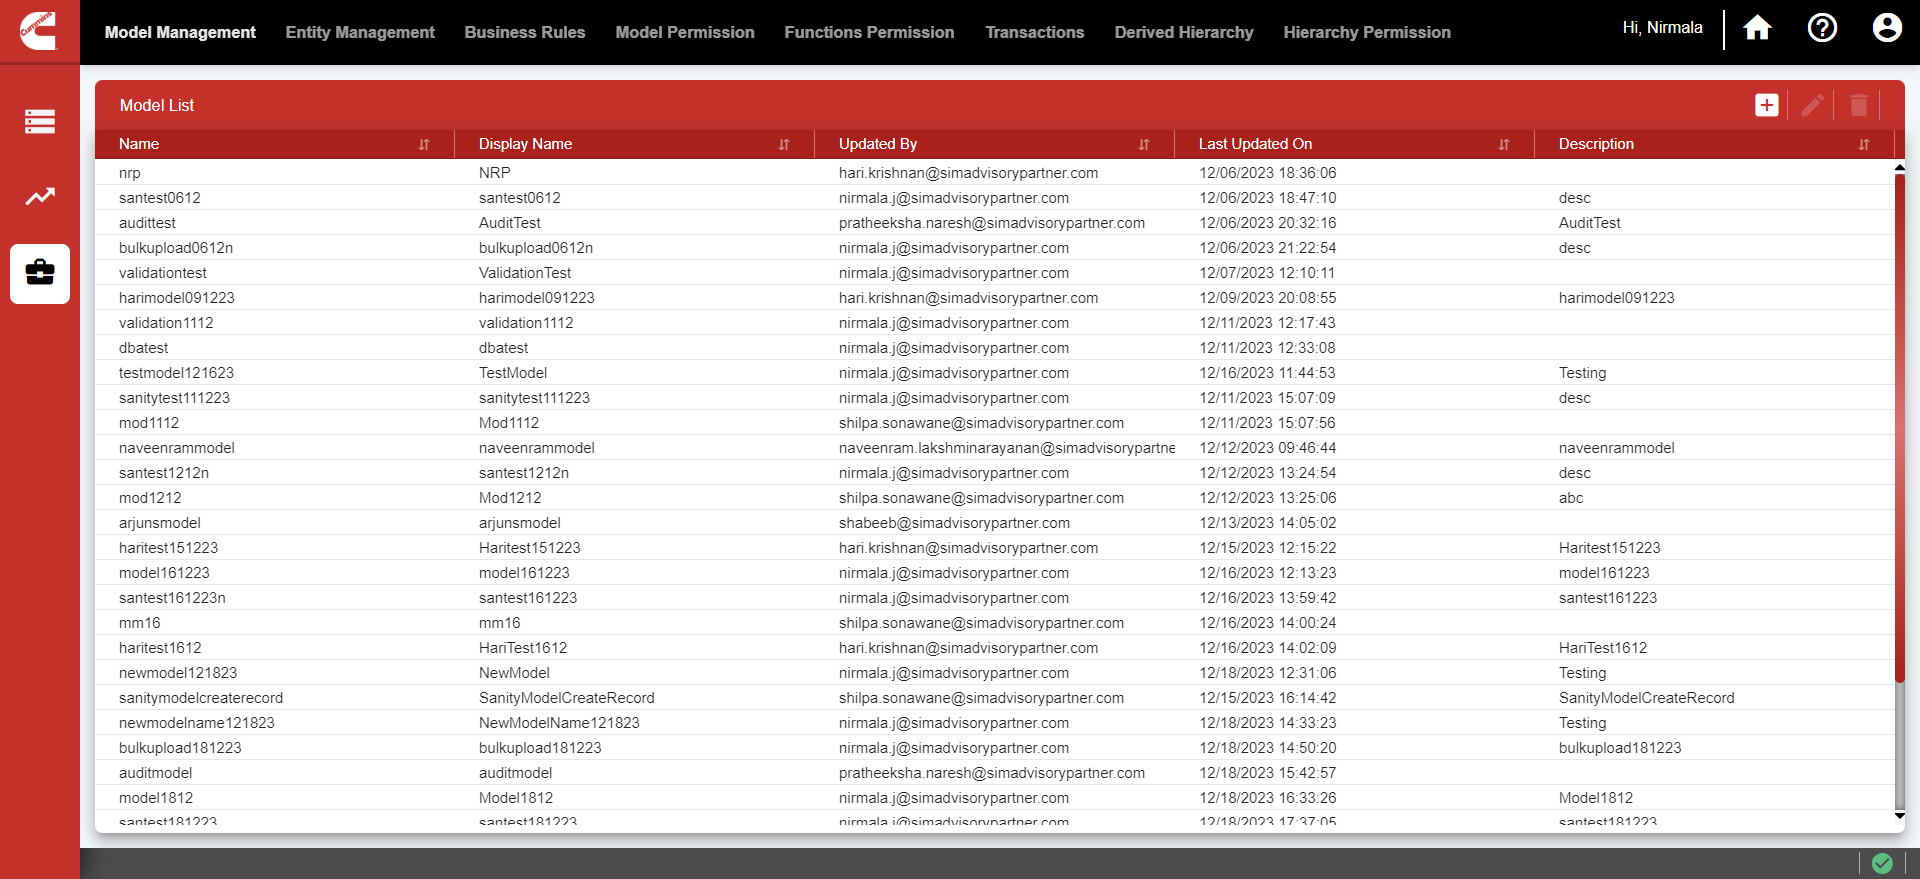 Cummins
Model Management Entity Management Business Rules Model Permission Functions Permission Transactions Derived Hierarchy Hierarchy Permission Hi, Nirmala
Model List
Name Display Name Updated By Last Updated On Description
nrp NRP hari.krishnan@simadvisorypartner.com 12/06/2023 18:36:06
santest0612 santest0612 nirmala.j@simadvisorypartner.com 12/06/2023 18:47:10 desc
audittest AuditTest pratheeksha.naresh@simadvisorypartner.com 12/06/2023 20:32:16 AuditTest
bulkupload0612n bulkupload0612n nirmala.j@simadvisorypartner.com 12/06/2023 21:22:54 desc
validationtest ValidationTest nirmala.j@simadvisorypartner.com 12/07/2023 12:10:11
harimodel091223 harimodel091223 hari.krishnan@simadvisorypartner.com 12/09/2023 20:08:55 harimodel091223
validation1112 validation1112 nirmala.j@simadvisorypartner.com 12/11/2023 12:17:43
dbatest dbatest nirmala.j@simadvisorypartner.com 12/11/2023 12:33:08
testmodel121623 TestModel nirmala.j@simadvisorypartner.com 12/16/2023 11:44:53 Testing
sanitytest111223 sanitytest111223 nirmala.j@simadvisorypartner.com 12/11/2023 15:07:09 desc
mod1112 Mod1112 shilpa.sonawane@simadvisorypartner.com 12/11/2023 15:07:56
naveenrammodel naveenrammodel naveenram.lakshminarayanan@simadvisorypartne 12/12/2023 09:46:44 naveenrammodel
santest1212n santest1212n nirmala.j@simadvisorypartner.com 12/12/2023 13:24:54 desc
mod1212 Mod1212 shilpa.sonawane@simadvisorypartner.com 12/12/2023 13:25:06 abc
arjunsmodel arjunsmodel shabeeb@simadvisorypartner.com 12/13/2023 14:05:02
haritest151223 Haritest151223 hari.krishnan@simadvisorypartner.com 12/15/2023 12:15:22 Haritest151223
model161223 model161223 nirmala.j@simadvisorypartner.com 12/16/2023 12:13:23 model161223
santest161223n santest161223 nirmala.j@simadvisorypartner.com 12/16/2023 13:59:42 santest161223
mm16 mm16 shilpa.sonawane@simadvisorypartner.com 12/16/2023 14:00:24
haritest1612 HariTest1612 hari.krishnan@simadvisorypartner.com 12/16/2023 14:02:09 HariTest1612
newmodel121823 NewModel nirmala.j@simadvisorypartner.com 12/18/2023 12:31:06 Testing
sanitymodelcreaterecord SanityModelCreateRecord shilpa.sonawane@simadvisorypartner.com 12/15/2023 16:14:42 SanityModelCreateRecord
newmodelname121823 NewModelName121823 nirmala.j@simadvisorypartner.com 12/18/2023 14:33:23 Testing
bulkupload181223 bulkupload181223 nirmala.j@simadvisorypartner.com 12/18/2023 14:50:20 bulkupload181223
auditmodel auditmodel pratheeksha.naresh@simadvisorypartner.com 12/18/2023 15:42:57
model1812 Model1812 nirmala.j@simadvisorypartner.com 12/18/2023 16:33:26 Model1812
santest181223 santest181223 nirmala.j@simadvisorypartner.com 12/18/2023 17:37:05 santest181223